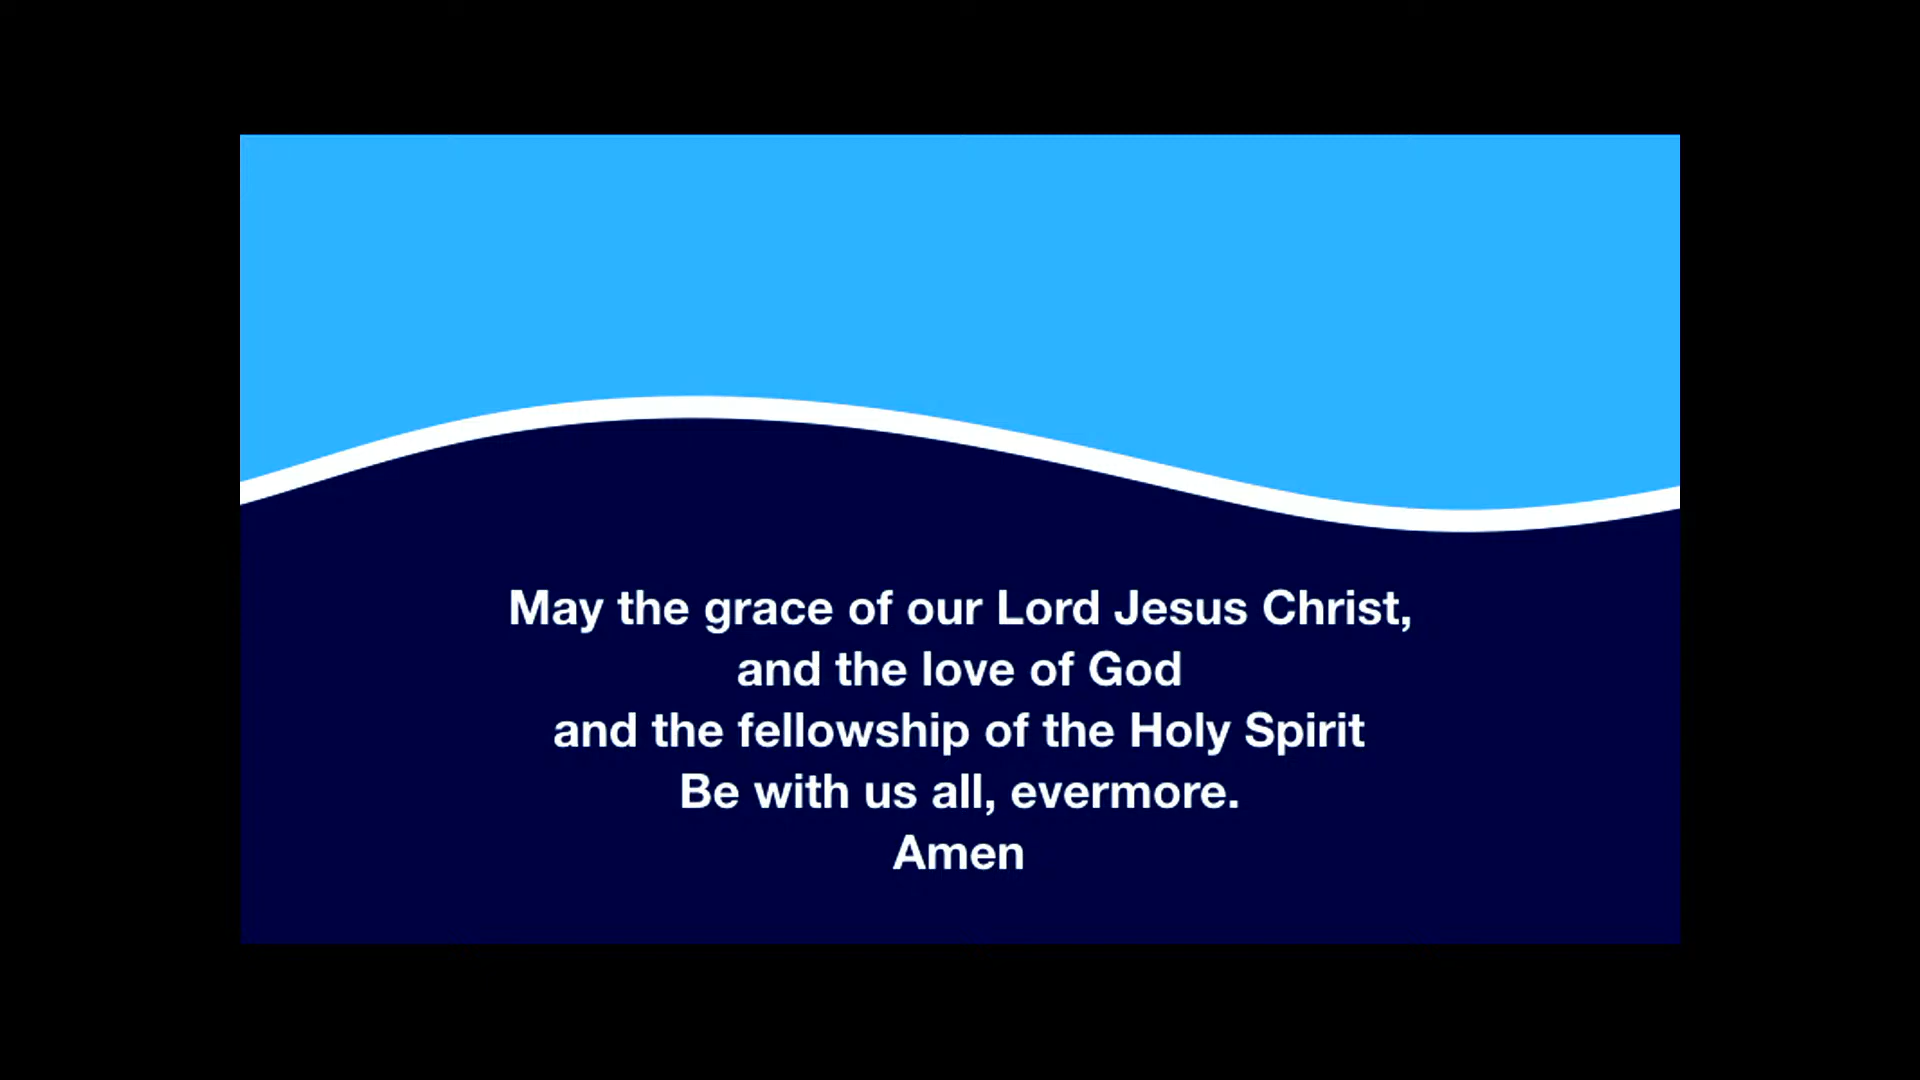 May the grace of our Lord Jesus Christ,
and the love of God
and the fellowship of the Holy Spirit
Be with us all, evermore.
Amen